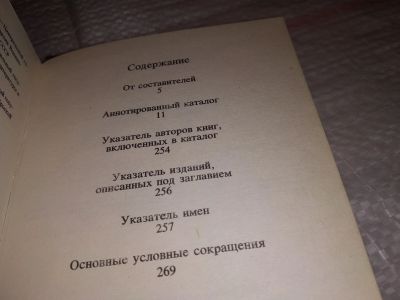 Содержание
От составителей
5
Аннотированный каталог
11
Указатель авторов книг,
включенных в каталог
254
Указатель изданий,
описанных под заглавием
256
Указатель имен
257
Основные условные сокращения
269